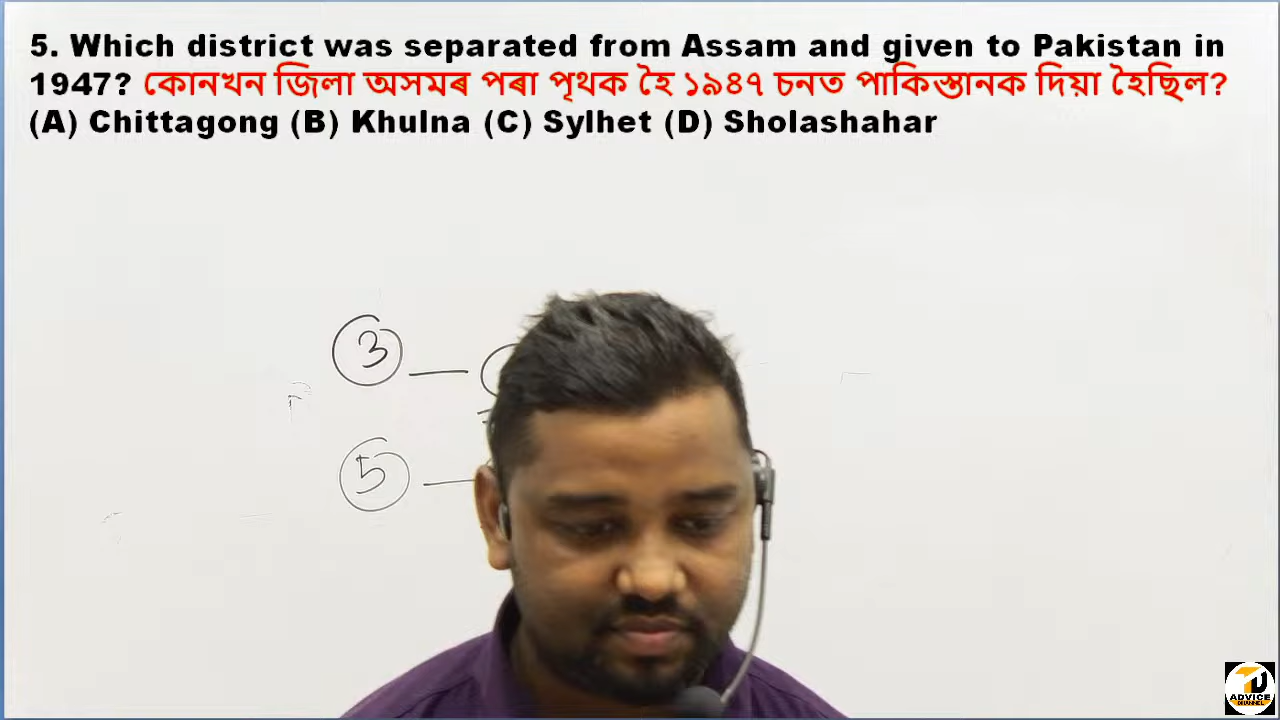 5. Which district was separated from Assam and given to Pakistan in
1947? কোনখন জিলা অসমৰ পৰা পৃথক হৈ ১৯৪৭ চনত পাকিস্তানক দিয়া হৈছিল?
(A) Chittagong (B) Khulna (C) Sylhet (D) Sholashahar
3 —
5 —
ADVICE
CHANNEL